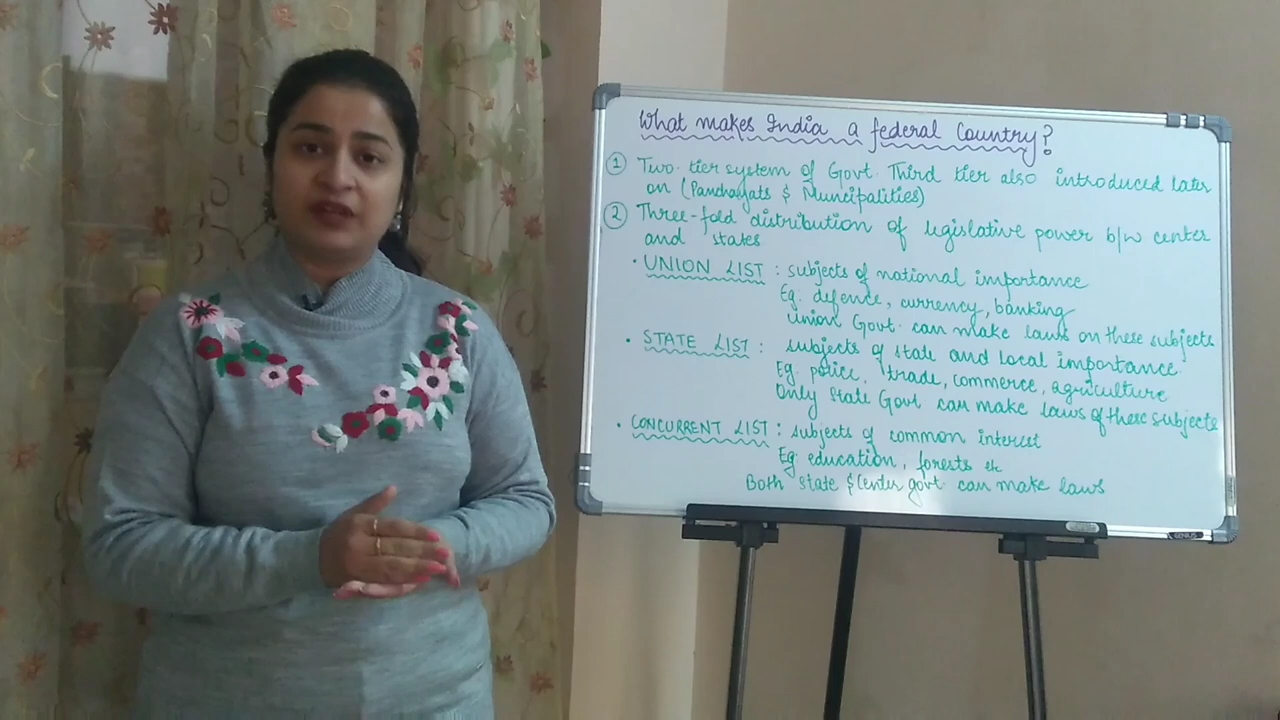 What makes India a federal Country?
① Two-tier system of Govt. Third tier also introduced later
on (Panchayats & Muncipalities)
② Three-fold distribution of legislative power b/w center
and states
• UNION LIST : subjects of national importance
Eg. defence, currency, banking
Union Govt. can make laws on these subjects
• STATE LIST : subjects of state and local importance
Eg. police, trade, commerce, agriculture
Only State Govt can make laws of these subjects
• CONCURRENT LIST : subjects of common interest
Eg education, forests etc
Both State & Center govt. can make laws
GENIUS